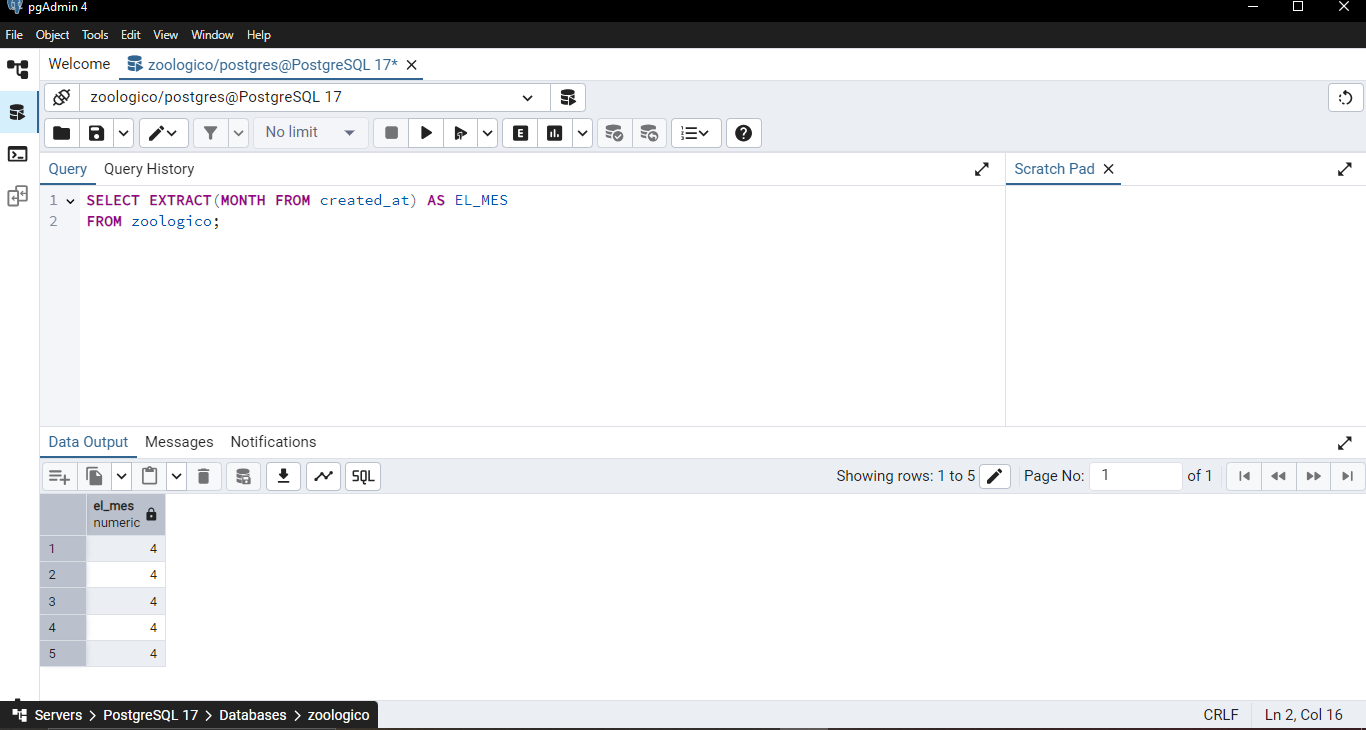 pgAdmin 4
File Object Tools Edit View Window Help
Welcome zoologico/postgres@PostgreSQL 17*
zoologico/postgres@PostgreSQL 17
No limit
E
Query Query History
Scratch Pad
1 SELECT EXTRACT(MONTH FROM created_at) AS EL_MES
2 FROM zoologico;
Data Output Messages Notifications
SQL Showing rows: 1 to 5 Page No: 1 of 1
el_mes
numeric
1 4
2 4
3 4
4 4
5 4
Servers > PostgreSQL 17 > Databases > zoologico
CRLF Ln 2, Col 16